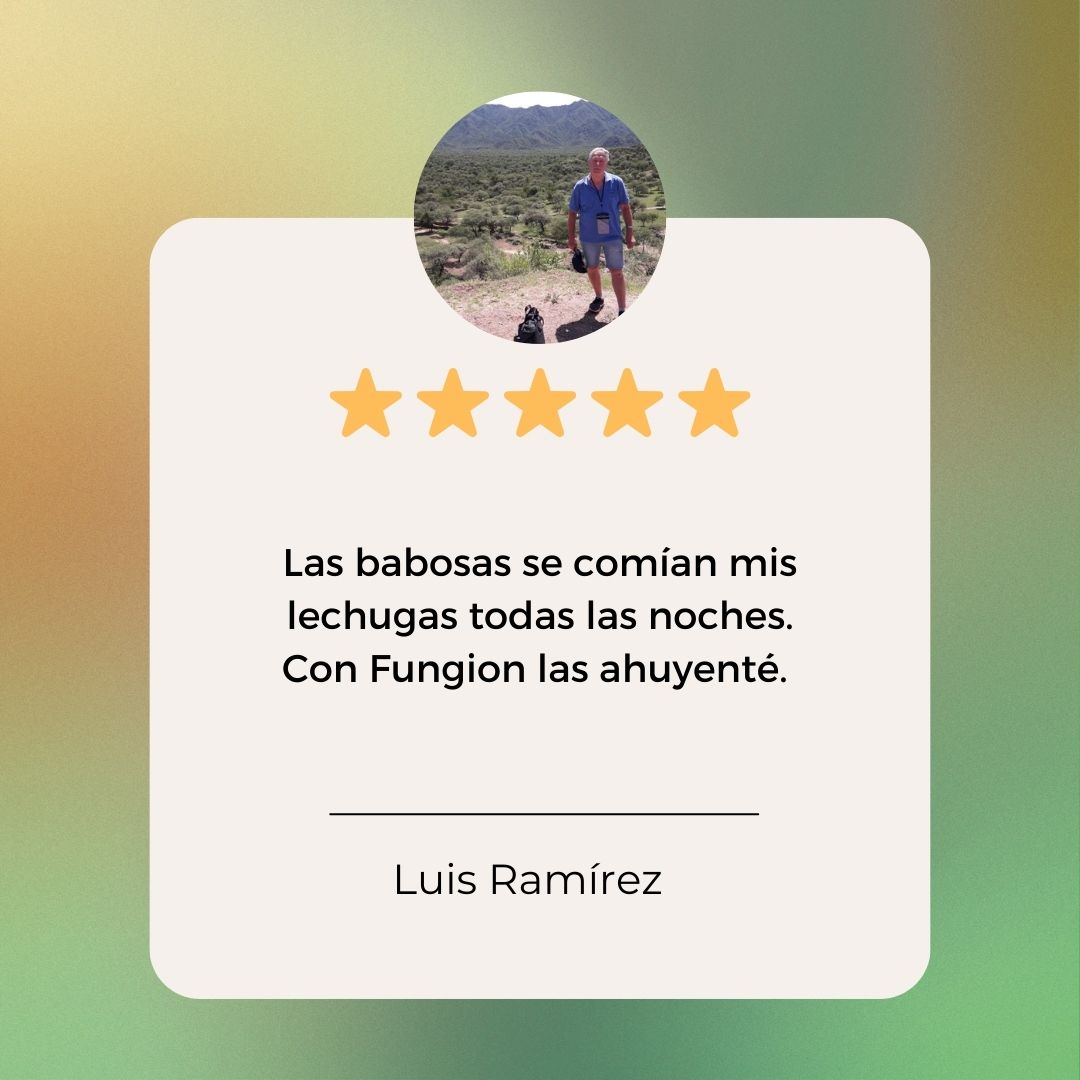 Las babosas se comían mis
lechugas todas las noches.
Con Fungion las ahuyenté.
Luis Ramírez